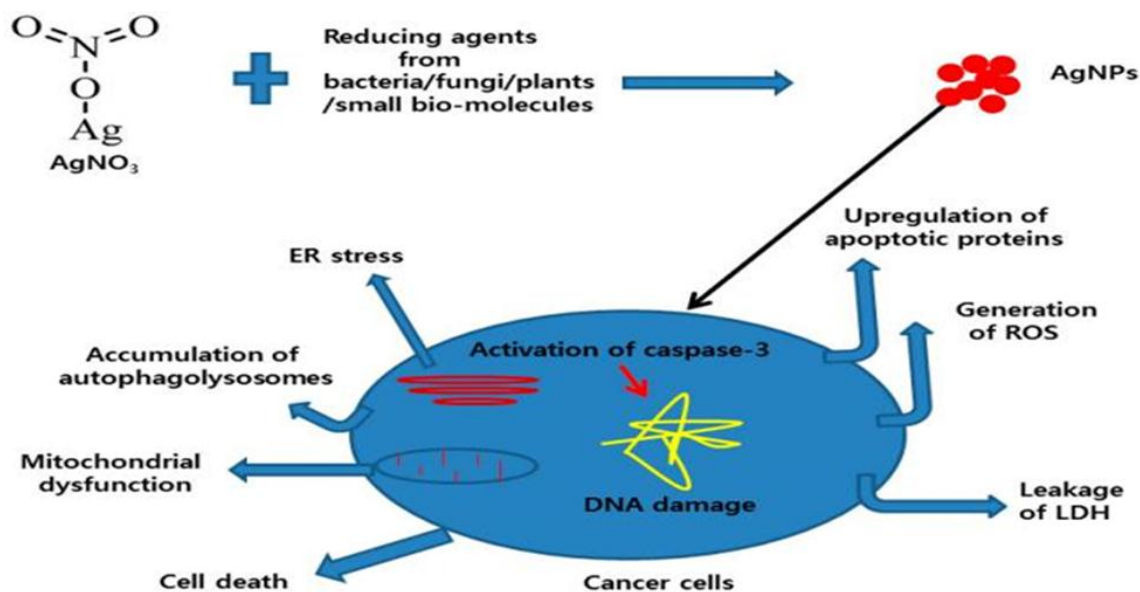 O
N
O
O
Ag
AgNO₃
Reducing agents
from
bacteria/fungi/plants
/small bio-molecules
AgNPs
Upregulation of
apoptotic proteins
ER stress
Generation
of ROS
Accumulation of
autophagolysosomes
Activation of caspase-3
Mitochondrial
dysfunction
DNA damage
Leakage
of LDH
Cell death
Cancer cells